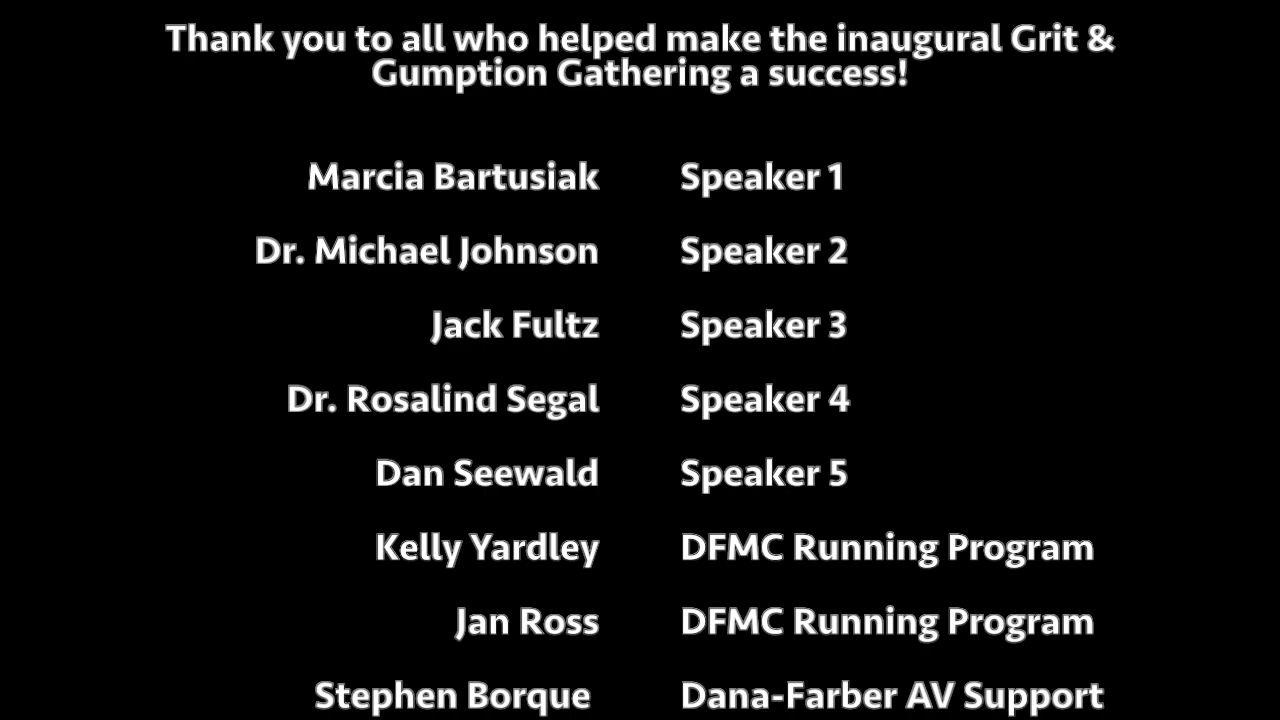 Thank you to all who helped make the inaugural Grit &
Gumption Gathering a success!
Marcia Bartusiak Speaker 1
Dr. Michael Johnson Speaker 2
Jack Fultz Speaker 3
Dr. Rosalind Segal Speaker 4
Dan Seewald Speaker 5
Kelly Yardley DFMC Running Program
Jan Ross DFMC Running Program
Stephen Borque Dana-Farber AV Support